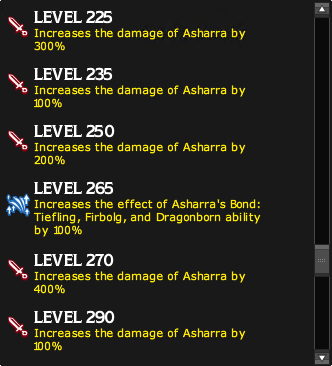 LEVEL 225
Increases the damage of Asharra by
300%
LEVEL 235
Increases the damage of Asharra by
100%
LEVEL 250
Increases the damage of Asharra by
200%
LEVEL 265
Increases the effect of Asharra's Bond:
Tiefling, Firbolg, and Dragonborn ability
by 100%
LEVEL 270
Increases the damage of Asharra by
400%
LEVEL 290
Increases the damage of Asharra by
100%